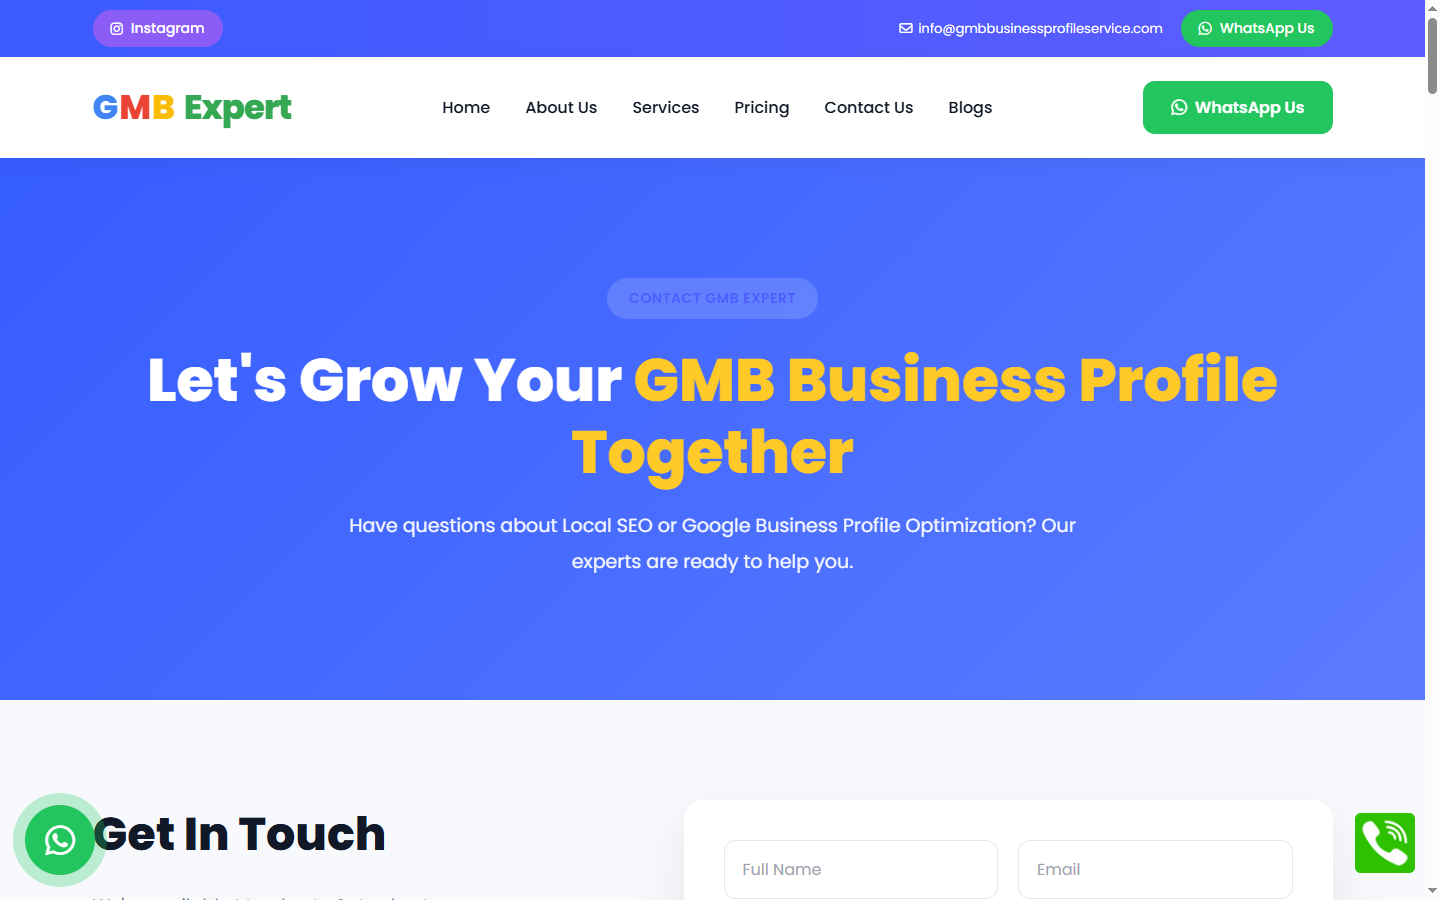 Instagram
info@gmbbusinessprofileservice.com
WhatsApp Us
GMB Expert
Home
About Us
Services
Pricing
Contact Us
Blogs
WhatsApp Us
CONTACT GMB EXPERT
Let's Grow Your GMB Business Profile
Together
Have questions about Local SEO or Google Business Profile Optimization? Our
experts are ready to help you.
Get In Touch
Full Name
Email